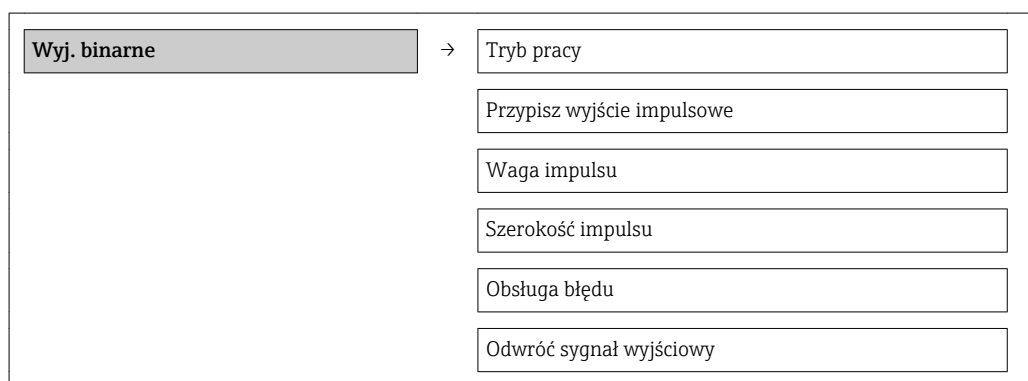 Wyj. binarne → Tryb pracy
Przypisz wyjście impulsowe
Waga impulsu
Szerokość impulsu
Obsługa błędu
Odwróć sygnał wyjściowy